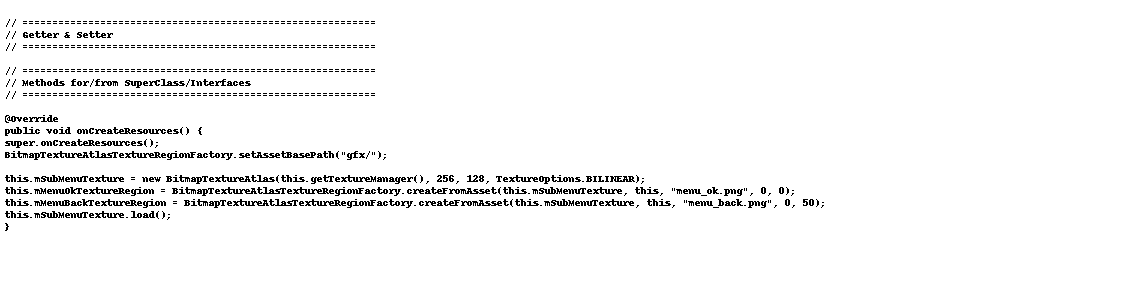 // ===========================================================
// Getter & Setter
// ===========================================================
// ===========================================================
// Methods for/from SuperClass/Interfaces
// ===========================================================
@Override
public void onCreateResources() {
super.onCreateResources();
BitmapTextureAtlasTextureRegionFactory.setAssetBasePath("gfx/");
this.mSubMenuTexture = new BitmapTextureAtlas(this.getTextureManager(), 256, 128, TextureOptions.BILINEAR);
this.mMenuOkTextureRegion = BitmapTextureAtlasTextureRegionFactory.createFromAsset(this.mSubMenuTexture, this, "menu_ok.png", 0, 0);
this.mMenuBackTextureRegion = BitmapTextureAtlasTextureRegionFactory.createFromAsset(this.mSubMenuTexture, this, "menu_back.png", 0, 50);
this.mSubMenuTexture.load();
}